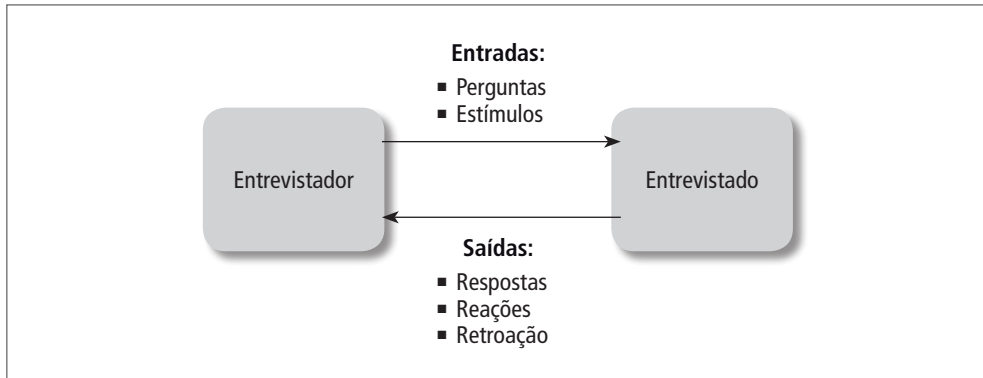 Entradas:
▪ Perguntas
▪ Estímulos
Entrevistador
Entrevistado
Saídas:
▪ Respostas
▪ Reações
▪ Retroação